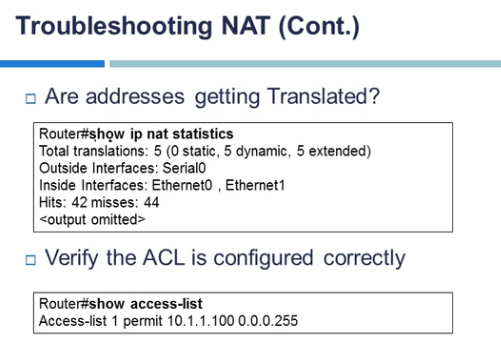 Troubleshooting NAT (Cont.)
Are addresses getting Translated?
Router#show ip nat statistics
Total translations: 5 (0 static, 5 dynamic, 5 extended)
Outside Interfaces: Serial0
Inside Interfaces: Ethernet0 , Ethernet1
Hits: 42 misses: 44
<output omitted>
Verify the ACL is configured correctly
Router#show access-list
Access-list 1 permit 10.1.1.100 0.0.0.255